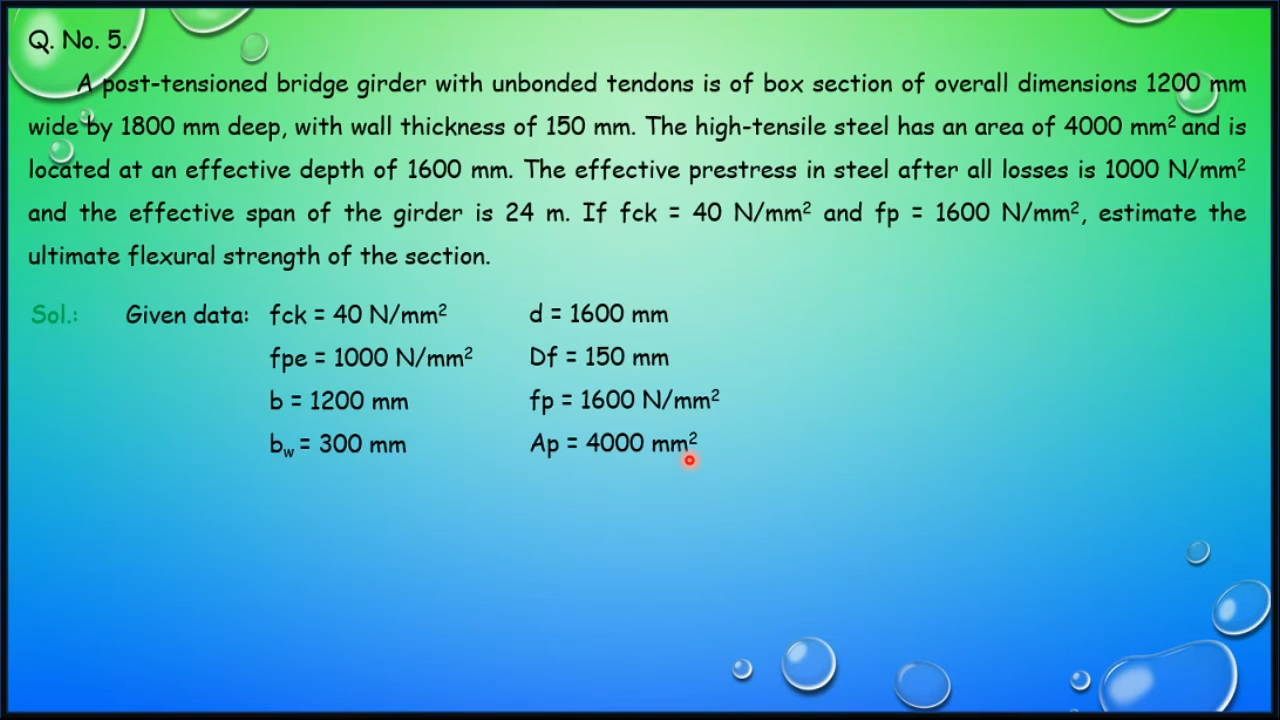 Q. No. 5.
A post-tensioned bridge girder with unbonded tendons is of box section of overall dimensions 1200 mm
wide by 1800 mm deep, with wall thickness of 150 mm. The high-tensile steel has an area of 4000 mm² and is
located at an effective depth of 1600 mm. The effective prestress in steel after all losses is 1000 N/mm²
and the effective span of the girder is 24 m. If fck = 40 N/mm² and fp = 1600 N/mm², estimate the
ultimate flexural strength of the section.
Sol.: Given data: fck = 40 N/mm² d = 1600 mm
fpe = 1000 N/mm² Df = 150 mm
b = 1200 mm fp = 1600 N/mm²
bw = 300 mm Ap = 4000 mm²